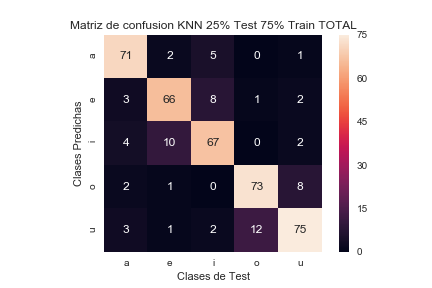 Matriz de confusion KNN 25% Test 75% Train TOTAL
Clases Predichas
a 71 2 5 0 1
e 3 66 8 1 2
i 4 10 67 0 2
o 2 1 0 73 8
u 3 1 2 12 75
a e i o u
Clases de Test
75
60
45
30
15
0